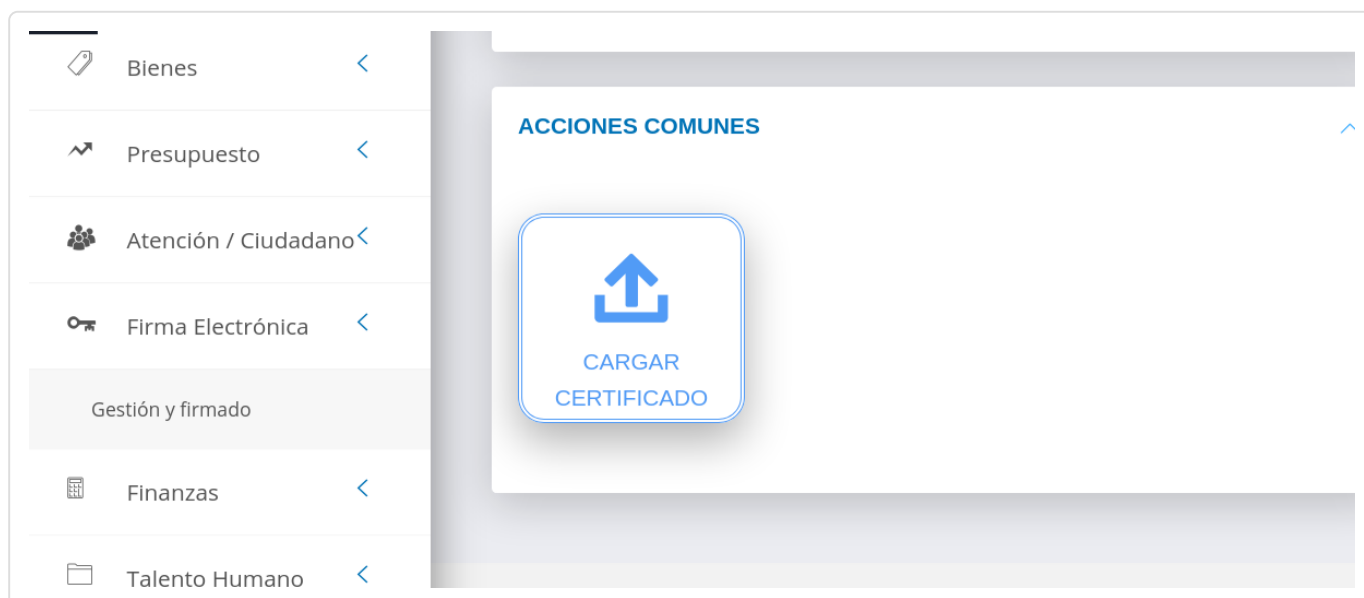 Bienes
Presupuesto
Atención / Ciudadano
Firma Electrónica
Gestión y firmado
Finanzas
Talento Humano
ACCIONES COMUNES
CARGAR
CERTIFICADO